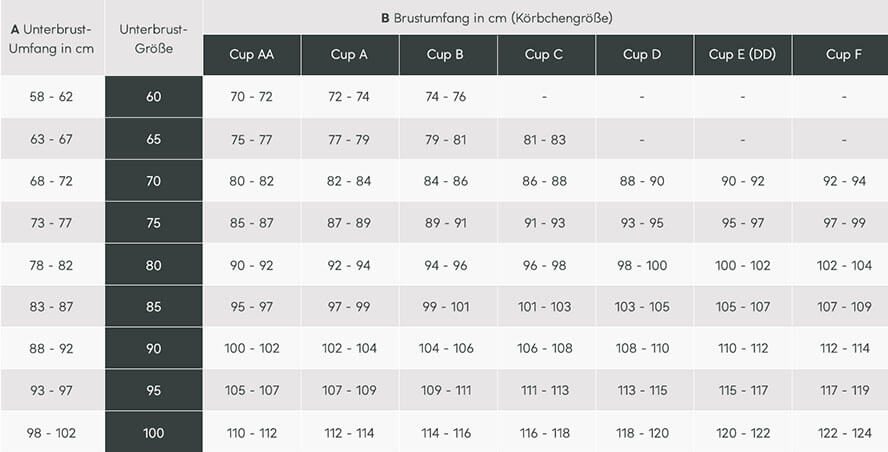 A Unterbrust-
Umfang in cm
Unterbrust-
Größe
B Brustumfang in cm (Körbchengröße)
Cup AA Cup A Cup B Cup C Cup D Cup E (DD) Cup F
58 - 62 60 70 - 72 72 - 74 74 - 76 - - - -
63 - 67 65 75 - 77 77 - 79 79 - 81 81 - 83 - - -
68 - 72 70 80 - 82 82 - 84 84 - 86 86 - 88 88 - 90 90 - 92 92 - 94
73 - 77 75 85 - 87 87 - 89 89 - 91 91 - 93 93 - 95 95 - 97 97 - 99
78 - 82 80 90 - 92 92 - 94 94 - 96 96 - 98 98 - 100 100 - 102 102 - 104
83 - 87 85 95 - 97 97 - 99 99 - 101 101 - 103 103 - 105 105 - 107 107 - 109
88 - 92 90 100 - 102 102 - 104 104 - 106 106 - 108 108 - 110 110 - 112 112 - 114
93 - 97 95 105 - 107 107 - 109 109 - 111 111 - 113 113 - 115 115 - 117 117 - 119
98 - 102 100 110 - 112 112 - 114 114 - 116 116 - 118 118 - 120 120 - 122 122 - 124